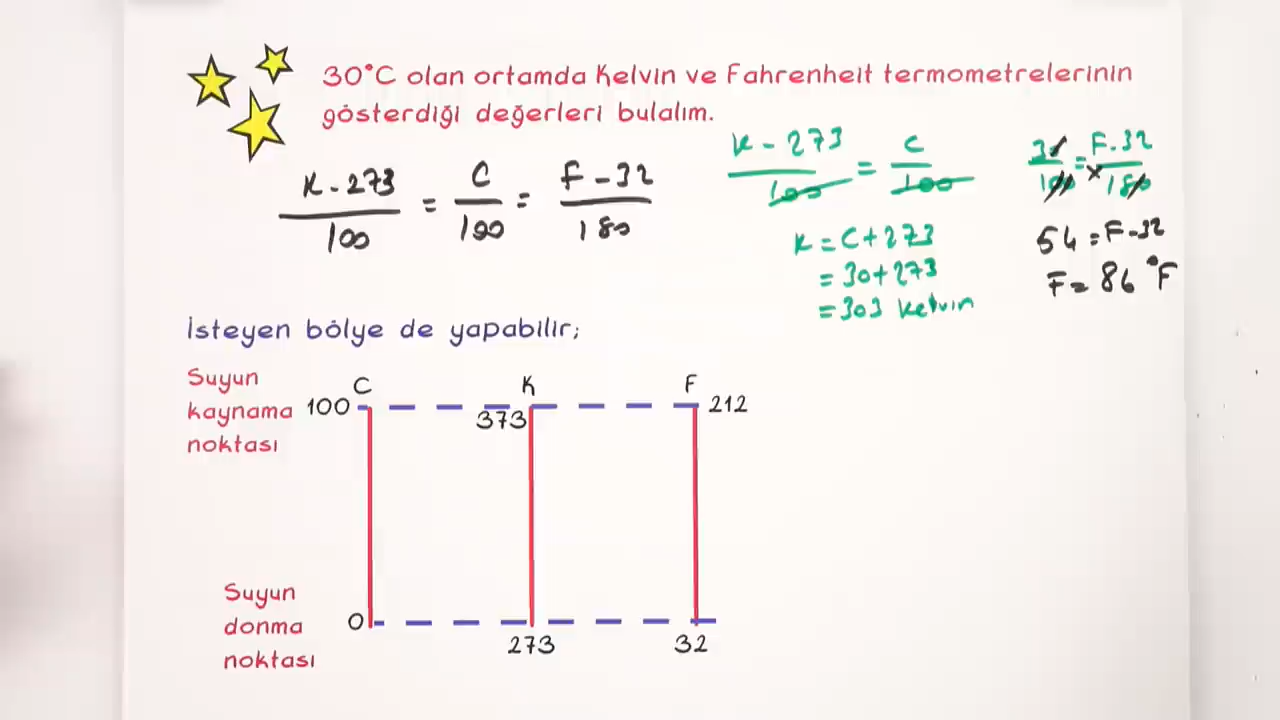 30°C olan ortamda Kelvin ve Fahrenheit termometrelerinin
gösterdiği değerleri bulalım.
K - 273 / 100 = C / 100 = F - 32 / 180
K - 273 / 100 = C / 100
K = C + 273
= 30 + 273
= 303 Kelvin
30 / 100 = F - 32 / 180
54 = F - 32
F = 86 °F
İsteyen bölye de yapabilir;
Suyun
kaynama
noktası
C K F
100 373 212
Suyun
donma
noktası
0 273 32